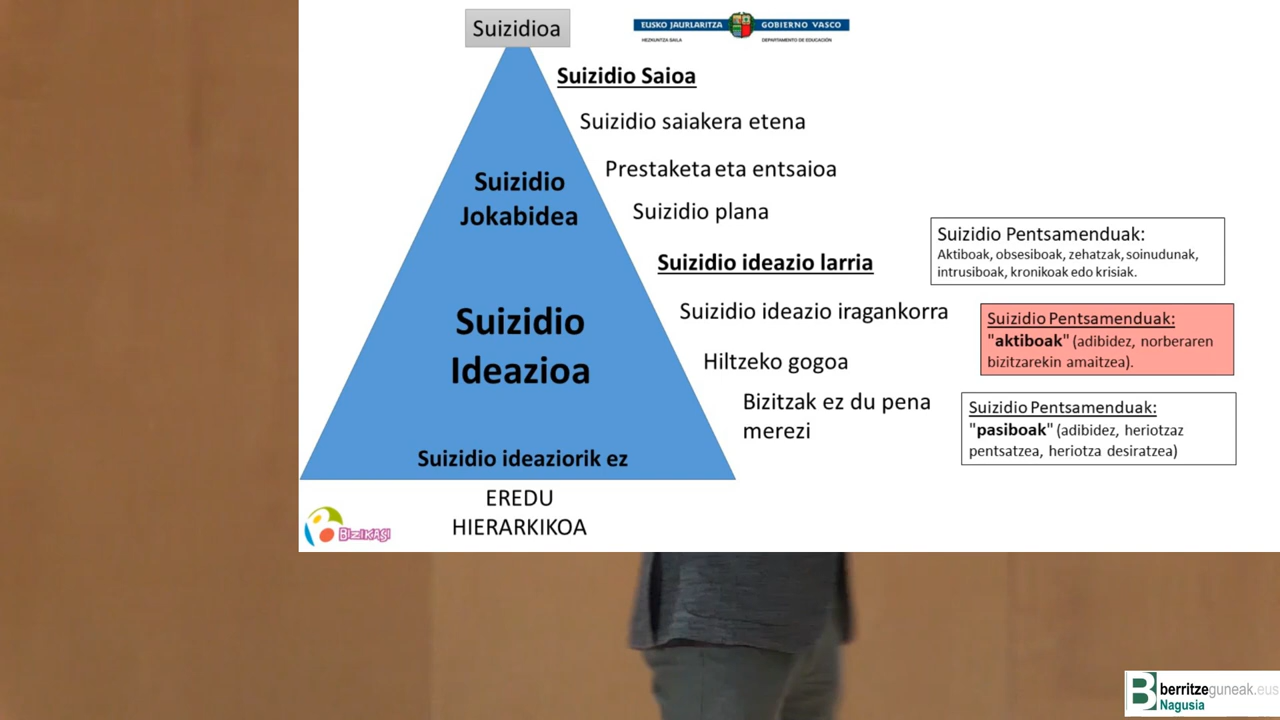 Suizidioa
EUSKO JAURLARITZA
GOBIERNO VASCO
HEZKUNTZA SAILA
DEPARTAMENTO DE EDUCACIÓN
Suizidio Saioa
Suizidio saiakera etena
Prestaketa eta entsaioa
Suizidio plana
Suizidio ideazio larria
Suizidio ideazio iragankorra
Hiltzeko gogoa
Bizitzak ez du pena
merezi
Suizidio
Jokabidea
Suizidio
Ideazioa
Suizidio ideaziorik ez
EREDU
HIERARKIKOA
Suizidio Pentsamenduak:
Aktiboak, obsesiboak, zehatzak, soinudunak,
intrusiboak, kronikoak edo krisiak.
Suizidio Pentsamenduak:
"aktiboak" (adibidez, norberaren
bizitzarekin amaitzea).
Suizidio Pentsamenduak:
"pasiboak" (adibidez, heriotzaz
pentsatzea, heriotza desiratzea)
BIZIKASI
berritzeguneak.eus
Nagusia